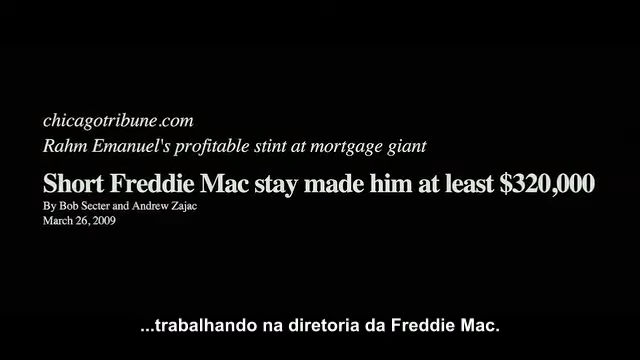 chicagotribune.com
Rahm Emanuel's profitable stint at mortgage giant
Short Freddie Mac stay made him at least $320,000
By Bob Secter and Andrew Zajac
March 26, 2009
...trabalhando na diretoria da Freddie Mac.